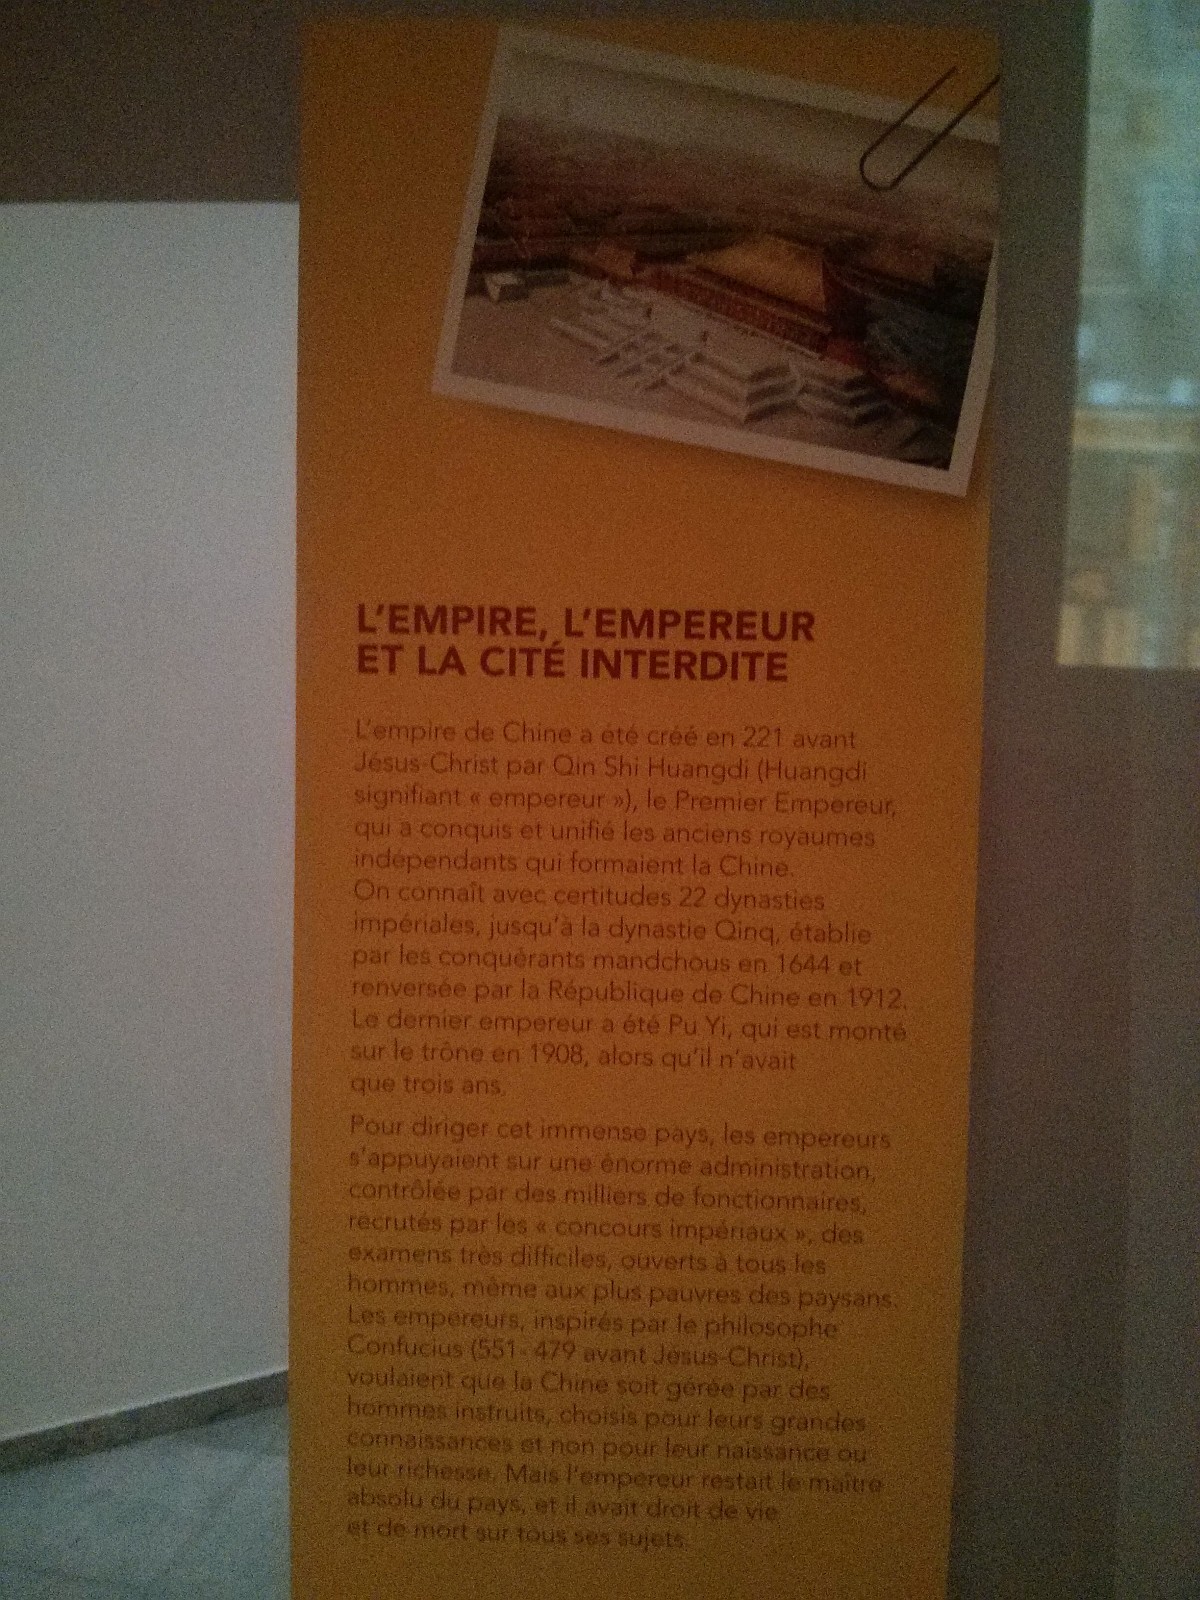 L'EMPIRE, L'EMPEREUR
ET LA CITÉ INTERDITE
L'empire de Chine a été créé en 221 avant
Jésus-Christ par Qin Shi Huangdi (Huangdi
signifiant « empereur »), le Premier Empereur,
qui a conquis et unifié les anciens royaumes
indépendants qui formaient la Chine.
On connaît avec certitudes 22 dynasties
impériales, jusqu'à la dynastie Qinq, établie
par les conquérants mandchous en 1644 et
renversée par la République de Chine en 1912.
Le dernier empereur a été Pu Yi, qui est monté
sur le trône en 1908, alors qu'il n'avait
que trois ans.
Pour diriger cet immense pays, les empereurs
s'appuyaient sur une énorme administration,
contrôlée par des milliers de fonctionnaires,
recrutés par les « concours impériaux », des
examens très difficiles, ouverts à tous les
hommes, même aux plus pauvres des paysans.
Les empereurs, inspirés par le philosophe
Confucius (551- 479 avant Jésus-Christ),
voulaient que la Chine soit gérée par des
hommes instruits, choisis pour leurs grandes
connaissances et non pour leur naissance ou
leur richesse. Mais l'empereur restait le maître
absolu du pays, et il avait droit de vie
et de mort sur tous ses sujets.